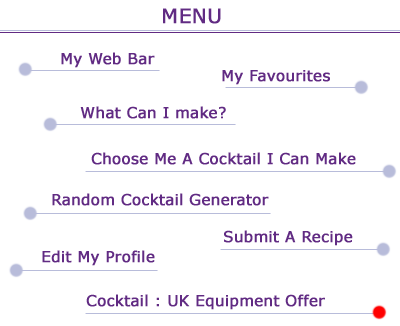 MENU
My Web Bar
My Favourites
What Can I make?
Choose Me A Cocktail I Can Make
Random Cocktail Generator
Submit A Recipe
Edit My Profile
Cocktail : UK Equipment Offer